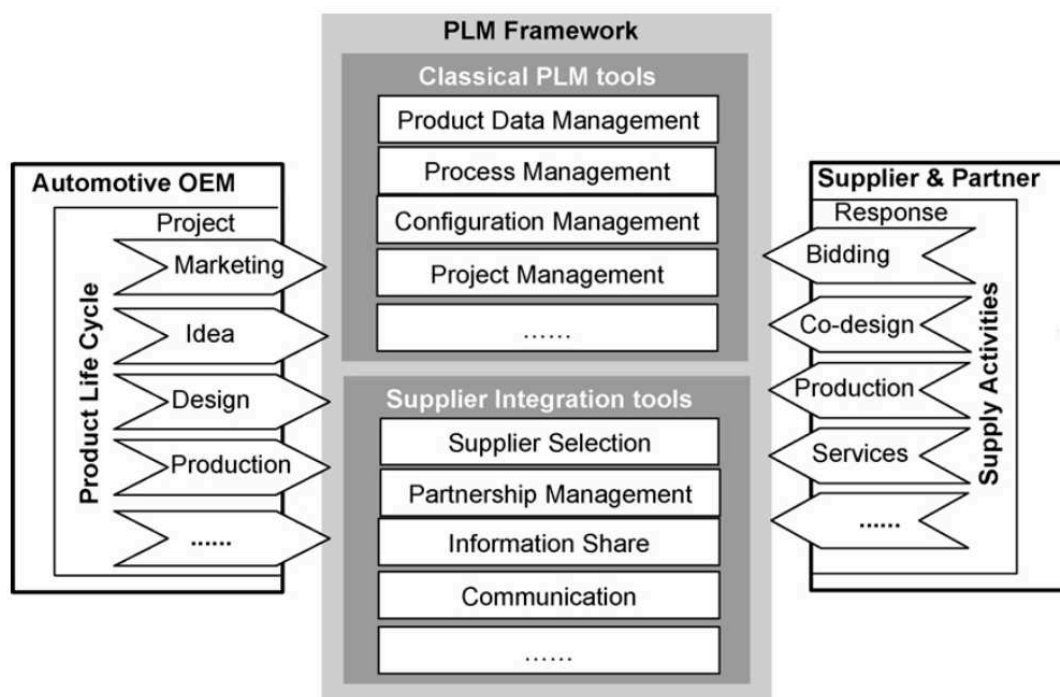 PLM Framework
Classical PLM tools
Product Data Management
Process Management
Configuration Management
Project Management
......
Supplier Integration tools
Supplier Selection
Partnership Management
Information Share
Communication
......
Automotive OEM
Project
Product Life Cycle
Marketing
Idea
Design
Production
......
Supplier & Partner
Response
Bidding
Co-design
Production
Services
......
Supply Activities